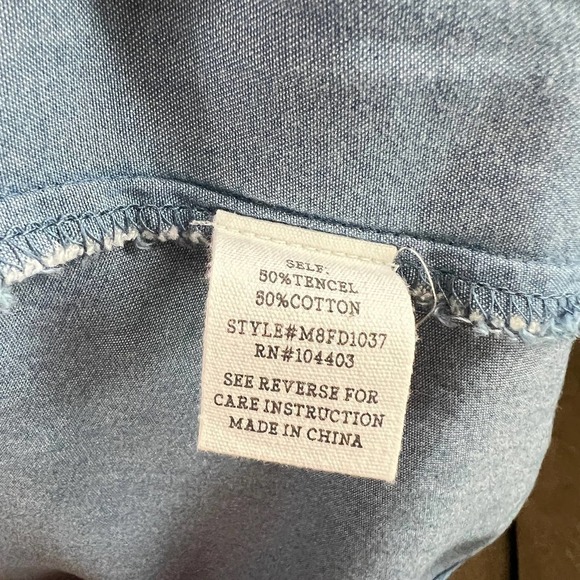 SELF:
50%TENCEL
50%COTTON
STYLE#M8FD1037
RN#104403
SEE REVERSE FOR
CARE INSTRUCTION
MADE IN CHINA